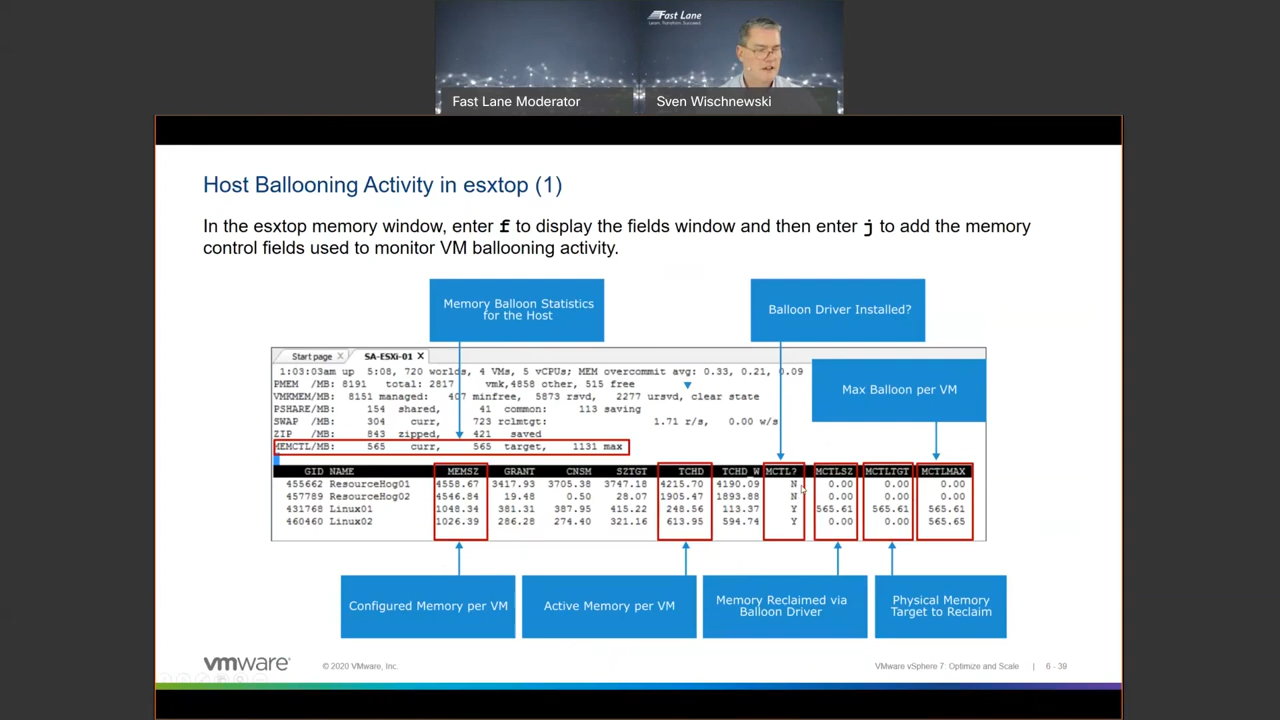 Fast Lane
Learn. Transform. Succeed.
Fast Lane Moderator
Sven Wischnewski
Host Ballooning Activity in esxtop (1)
In the esxtop memory window, enter f to display the fields window and then enter j to add the memory
control fields used to monitor VM ballooning activity.
Memory Balloon Statistics
for the Host
Balloon Driver Installed?
Max Balloon per VM
Start page X SA-ESXi-01 X
1:03:03am up 5:08, 720 worlds, 4 VMs, 5 vCPUs; MEM overcommit avg: 0.33, 0.21, 0.09
PMEM /MB: 8191 total: 2817 vmk,4858 other, 515 free
VMKMEM/MB: 8151 managed: 407 minfree, 5873 rsvd, 2277 ursvd, clear state
PSHARE/MB: 154 shared, 41 common: 113 saving
SWAP /MB: 304 curr, 723 rclmtgt: 1.71 r/s, 0.00 w/s
ZIP /MB: 843 zipped, 421 saved
MEMCTL/MB: 565 curr, 565 target, 1131 max
GID NAME MEMSZ GRANT CNSM SZTGT TCHD TCHD_W MCTL? MCTLSZ MCTLTGT MCTLMAX
455662 ResourceHog01 4558.67 3417.93 3705.38 3747.18 4215.70 4190.09 N 0.00 0.00 0.00
457789 ResourceHog02 4546.84 19.48 0.50 28.07 1905.47 1893.88 N 0.00 0.00 0.00
431768 Linux01 1048.34 381.31 387.95 415.22 248.56 113.37 Y 565.61 565.61 565.61
460460 Linux02 1026.39 286.28 274.40 321.16 613.95 594.74 Y 0.00 0.00 565.65
Configured Memory per VM
Active Memory per VM
Memory Reclaimed via
Balloon Driver
Physical Memory
Target to Reclaim
vmware®
© 2020 VMware, Inc.
VMware vSphere 7: Optimize and Scale | 6 - 39